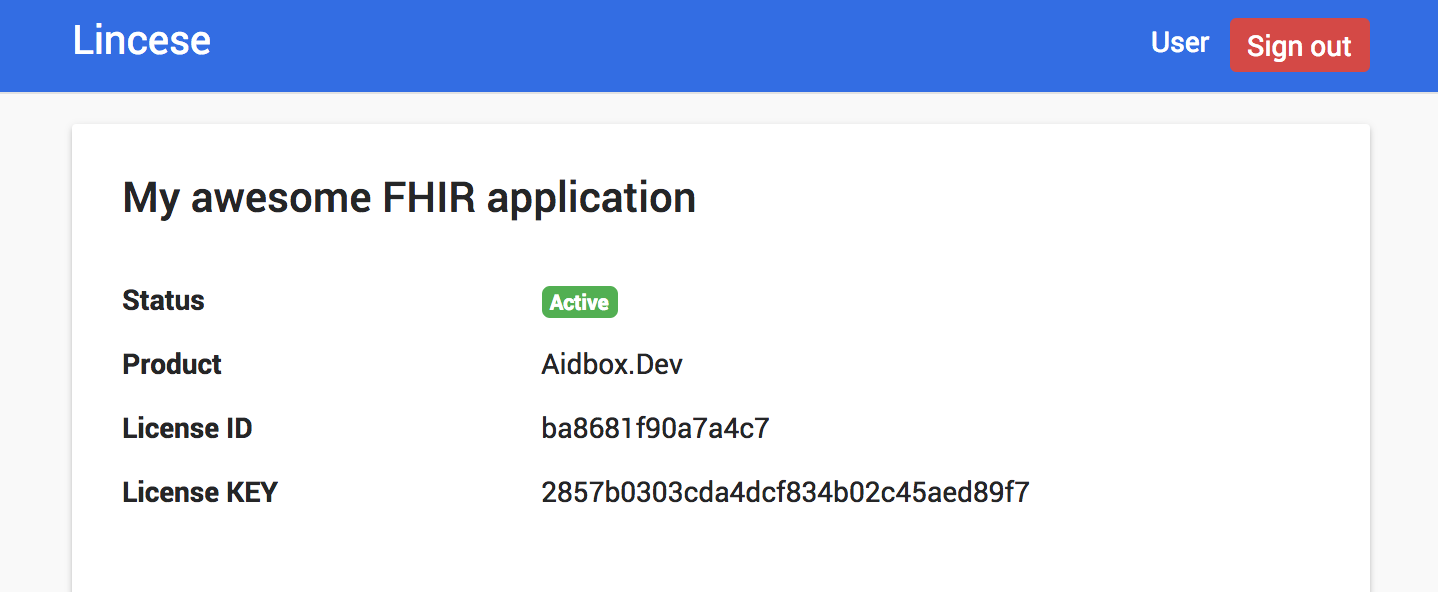 Lincese
User Sign out
My awesome FHIR application
Status Active
Product Aidbox.Dev
License ID ba8681f90a7a4c7
License KEY 2857b0303cda4dcf834b02c45aed89f7